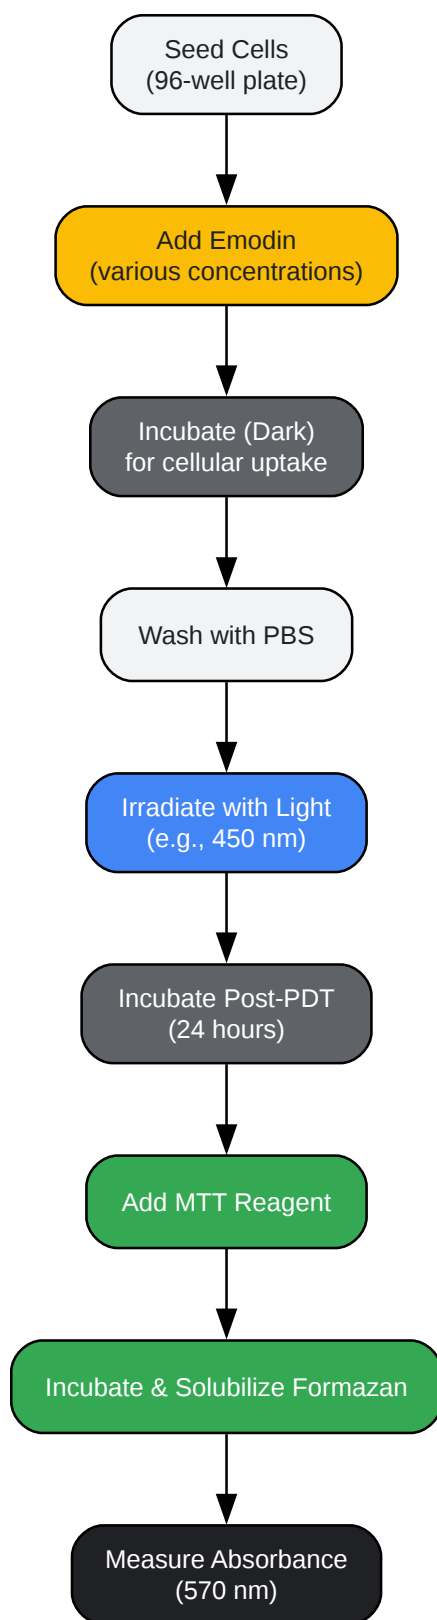 Seed Cells
(96-well plate)
Add Emodin
(various concentrations)
Incubate (Dark)
for cellular uptake
Wash with PBS
Irradiate with Light
(e.g., 450 nm)
Incubate Post-PDT
(24 hours)
Add MTT Reagent
Incubate & Solubilize Formazan
Measure Absorbance
(570 nm)